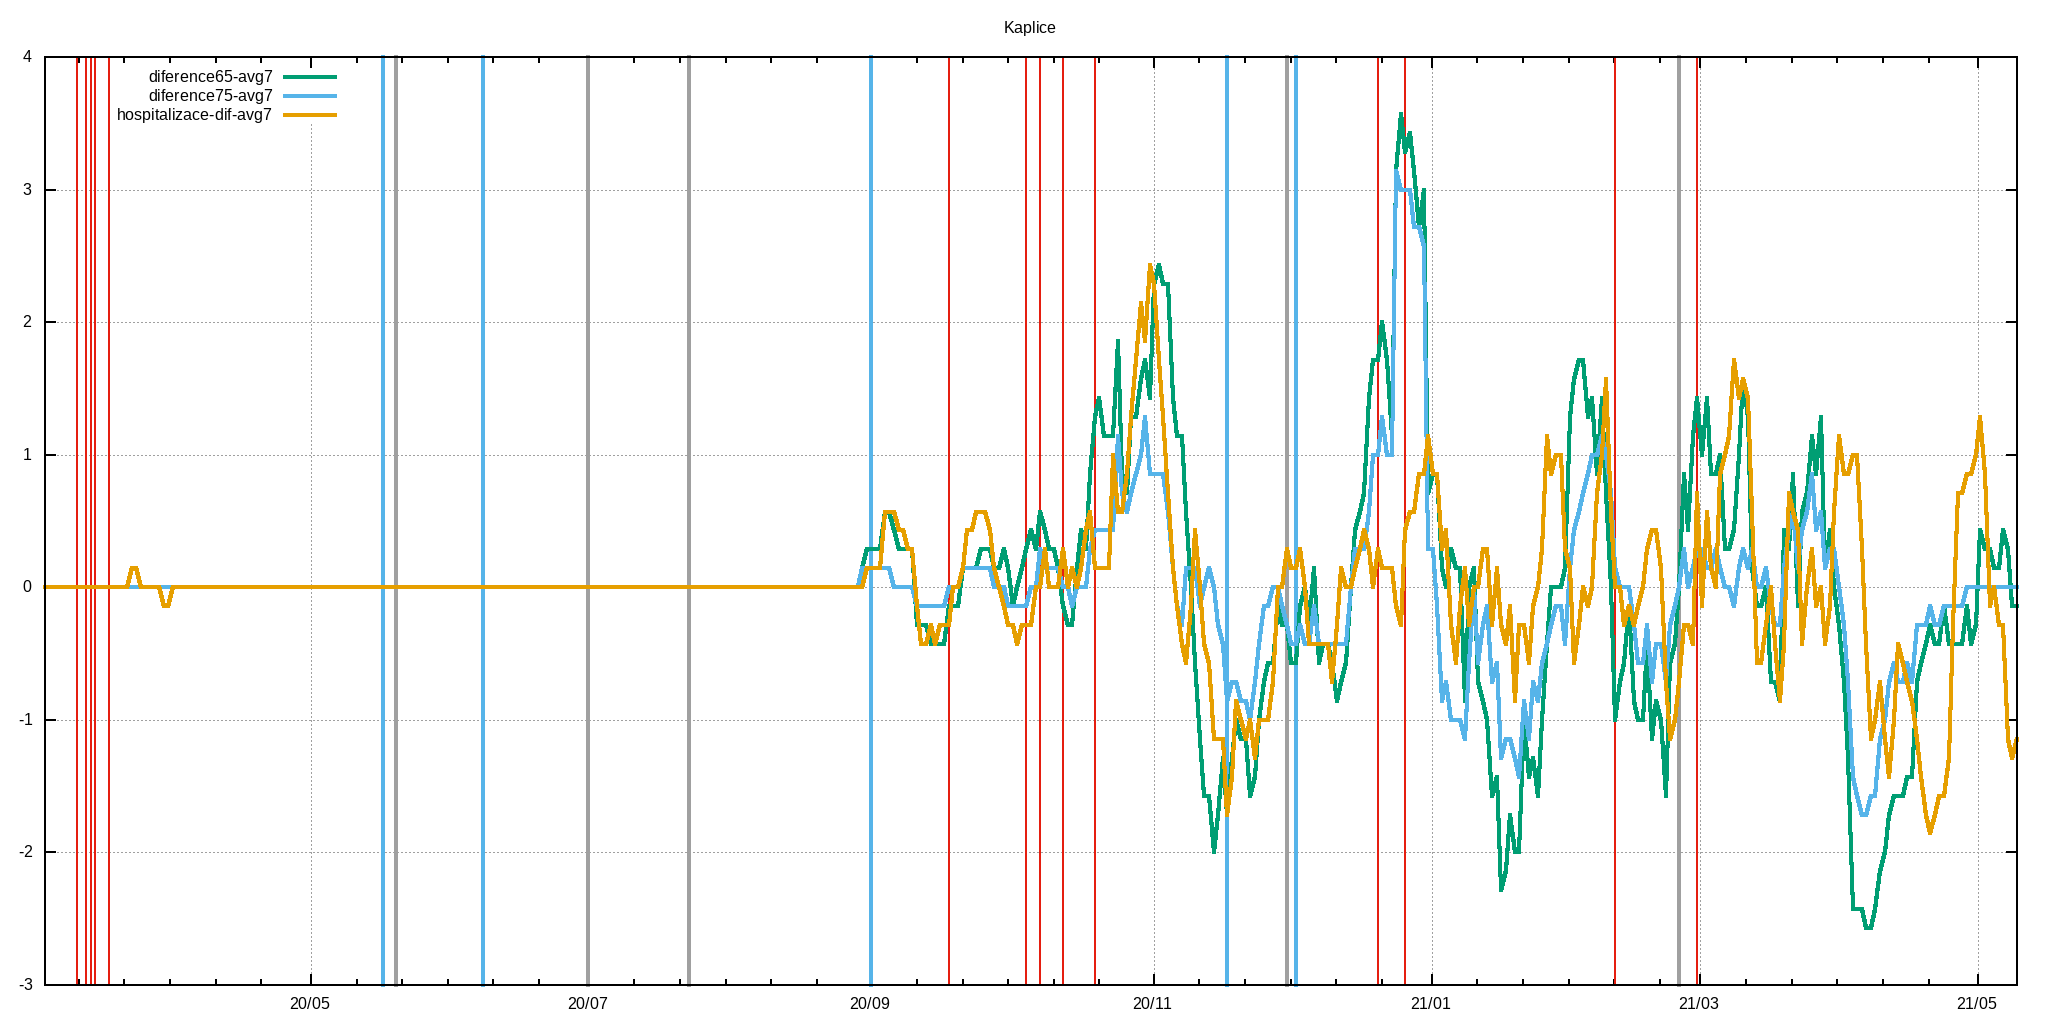 Kaplice
4
diference65-avg7
diference75-avg7
hospitalizace-dif-avg7
3
2
1
0
-1
-2
-3
20/05 20/07 20/09 20/11 21/01 21/03 21/05